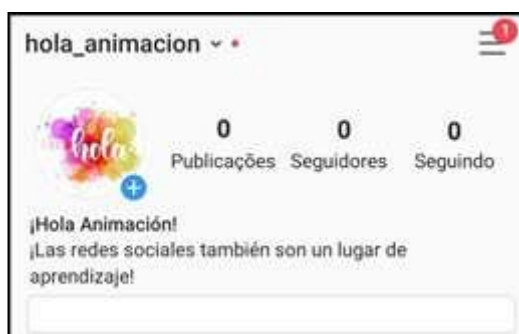 hola_animacion
1
hola
0 0 0
Publicações Seguidores Seguindo
¡Hola Animación!
¡Las redes sociales también son un lugar de
aprendizaje!